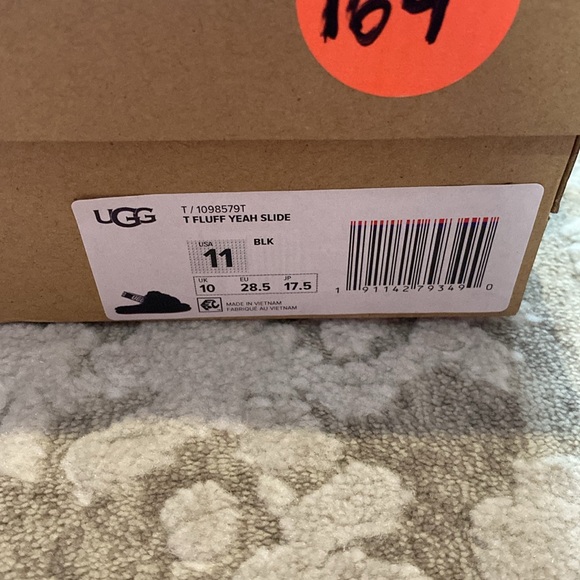 164
UGG
T / 1098579T
T FLUFF YEAH SLIDE
USA
11
BLK
UK EU JP
10 28.5 17.5
MADE IN VIETNAM
FABRIQUÉ AU VIETNAM
1 91142 79349 0